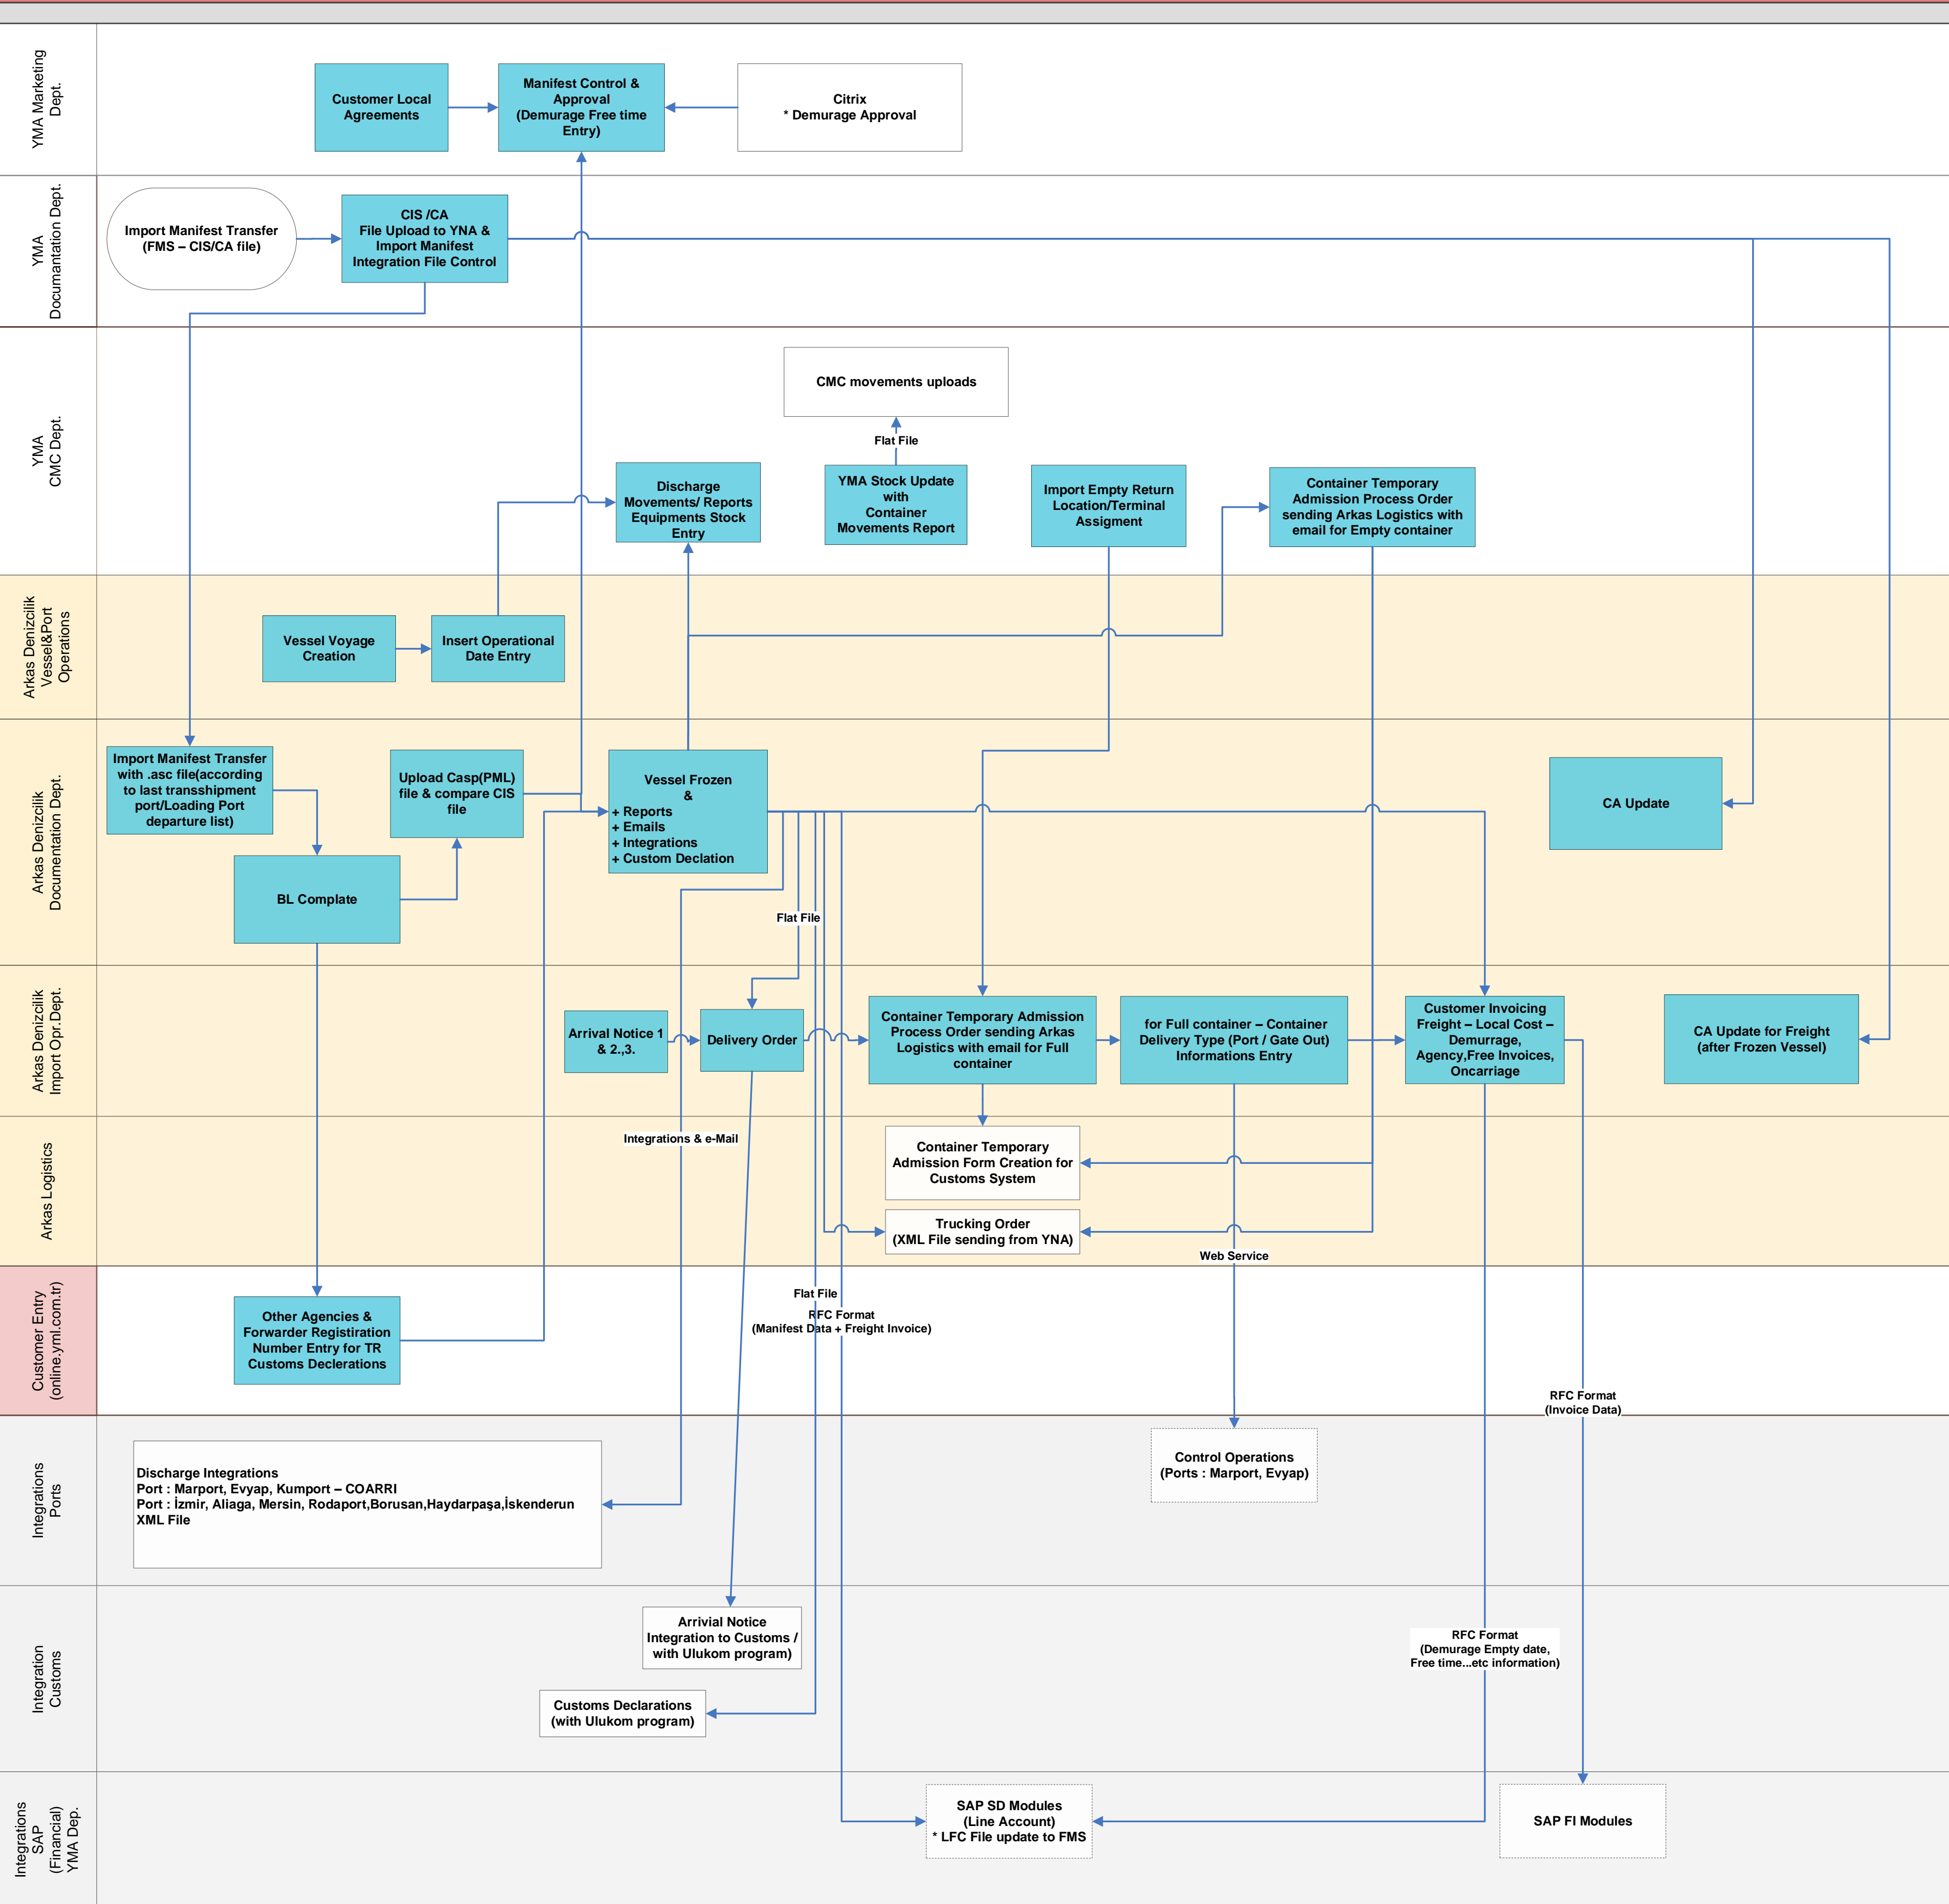 YMA Marketing
Dept.
Customer Local
Agreements
Manifest Control &
Approval
(Demurage Free time
Entry)
Citrix
* Demurage Approval
YMA
Documantation Dept.
Import Manifest Transfer
(FMS – CIS/CA file)
CIS /CA
File Upload to YNA &
Import Manifest
Integration File Control
YMA
CMC Dept.
CMC movements uploads
Flat File
Discharge
Movements/ Reports
Equipments Stock
Entry
YMA Stock Update
with
Container
Movements Report
Import Empty Return
Location/Terminal
Assigment
Container Temporary
Admission Process Order
sending Arkas Logistics with
email for Empty container
Arkas Denizcilik
Vessel&Port
Operations
Vessel Voyage
Creation
Insert Operational
Date Entry
Arkas Denizcilik
Documentation Dept.
Import Manifest Transfer
with .asc file(according
to last transshipment
port/Loading Port
departure list)
Upload Casp(PML)
file & compare CIS
file
Vessel Frozen
&
+ Reports
+ Emails
+ Integrations
+ Custom Declation
CA Update
BL Complate
Flat File
Arkas Denizcilik
Import Opr.Dept.
Arrival Notice 1
& 2.,3.
Delivery Order
Container Temporary Admission
Process Order sending Arkas
Logistics with email for Full
container
for Full container – Container
Delivery Type (Port / Gate Out)
Informations Entry
Customer Invoicing
Freight – Local Cost –
Demurrage,
Agency,Free Invoices,
Oncarriage
CA Update for Freight
(after Frozen Vessel)
Arkas Logistics
Integrations & e-Mail
Container Temporary
Admission Form Creation for
Customs System
Trucking Order
(XML File sending from YNA)
Web Service
Customer Entry
(online.yml.com.tr)
Other Agencies &
Forwarder Registiration
Number Entry for TR
Customs Declerations
Flat File
RFC Format
(Manifest Data + Freight Invoice)
RFC Format
(Invoice Data)
Integrations
Ports
Discharge Integrations
Port : Marport, Evyap, Kumport – COARRI
Port : İzmir, Aliaga, Mersin, Rodaport,Borusan,Haydarpaşa,İskenderun
XML File
Control Operations
(Ports : Marport, Evyap)
Integration
Customs
Arrivial Notice
Integration to Customs /
with Ulukom program)
RFC Format
(Demurage Empty date,
Free time...etc information)
Customs Declarations
(with Ulukom program)
Integrations
SAP
(Financial)
YMA Dep.
SAP SD Modules
(Line Account)
* LFC File update to FMS
SAP FI Modules